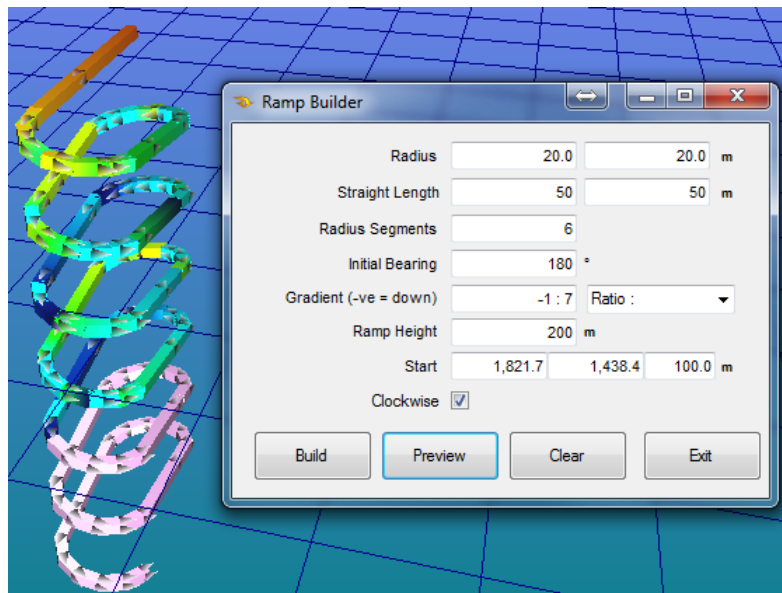 Ramp Builder
Radius 20.0 20.0 m
Straight Length 50 50 m
Radius Segments 6
Initial Bearing 180 °
Gradient (-ve = down) -1 : 7 Ratio :
Ramp Height 200 m
Start 1,821.7 1,438.4 100.0 m
Clockwise
Build Preview Clear Exit